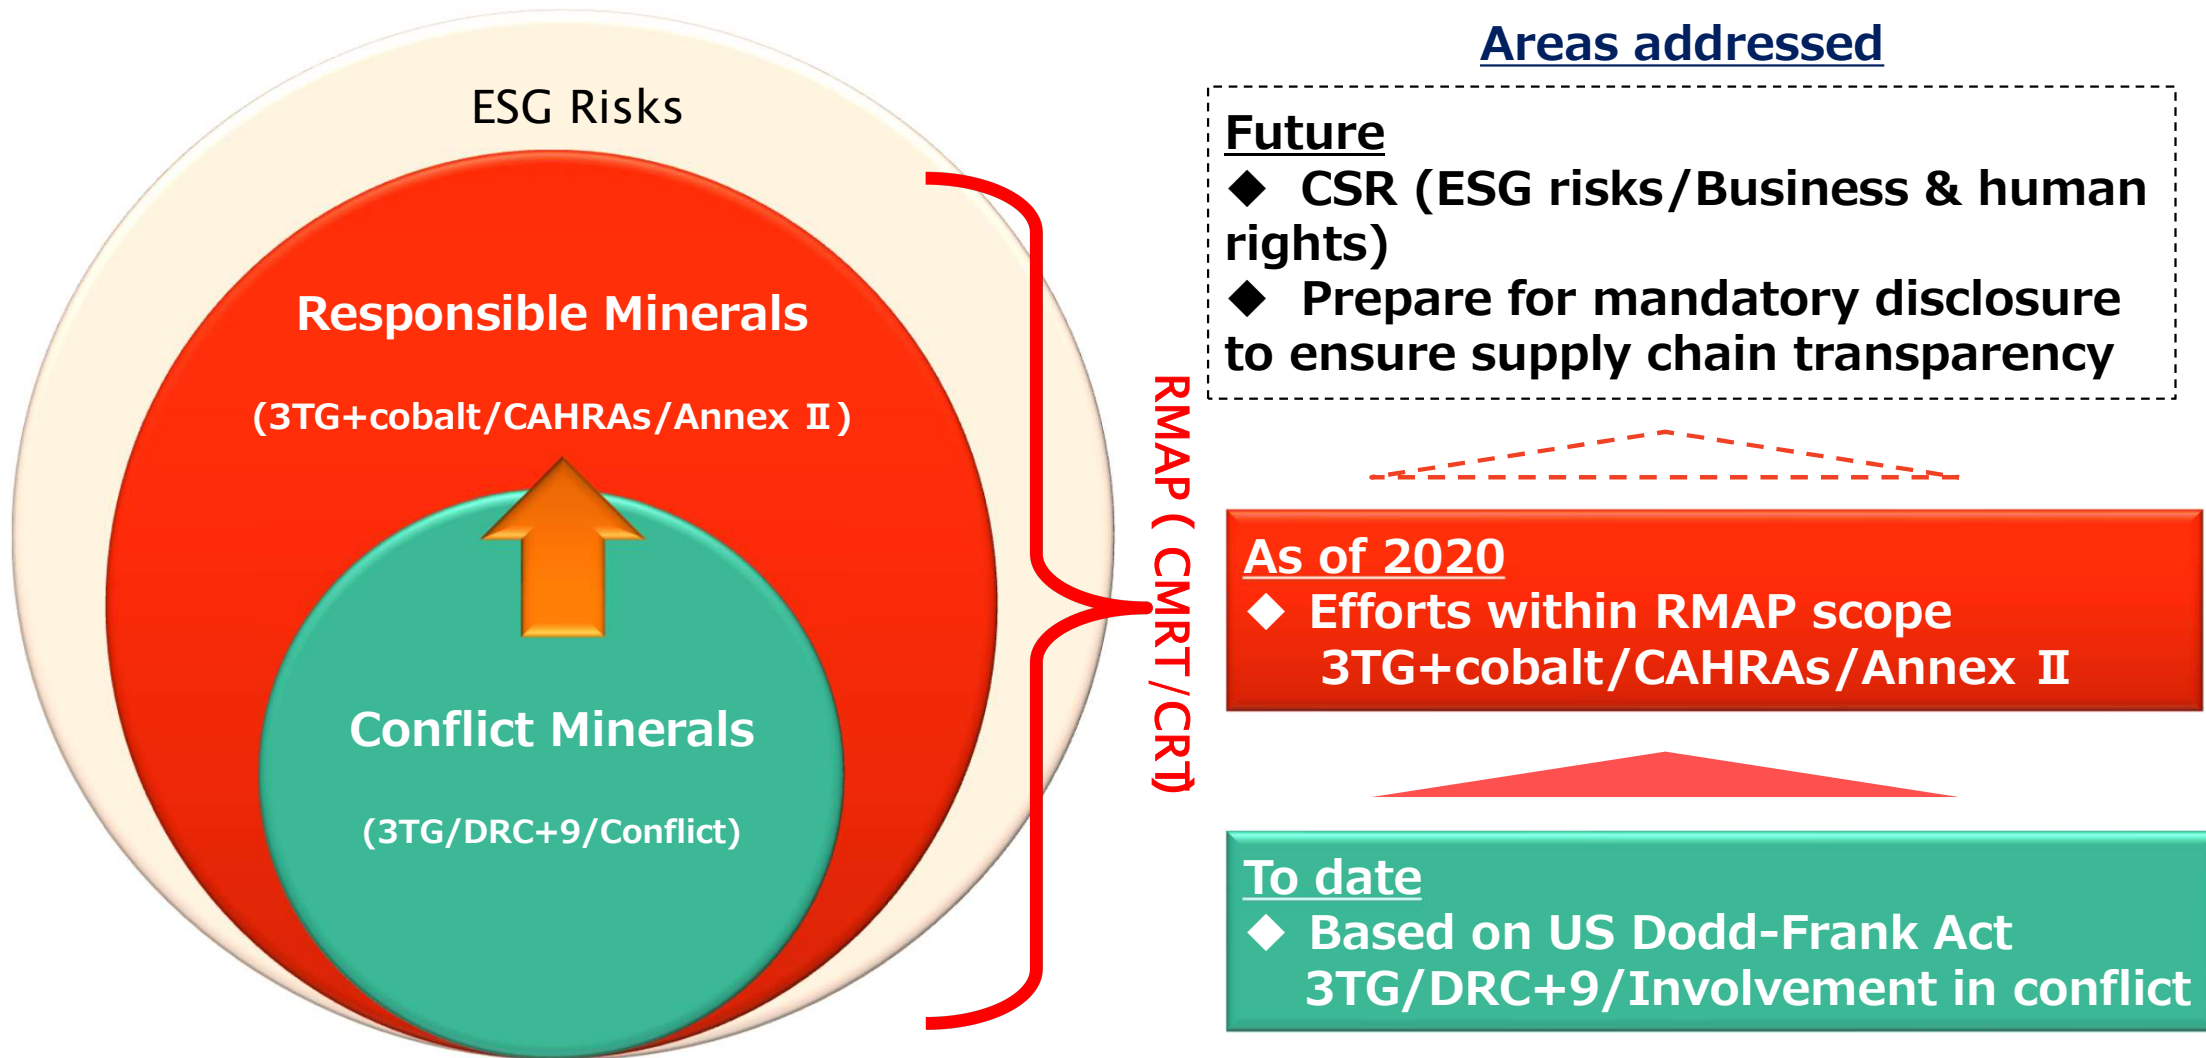 ESG Risks
Responsible Minerals
(3TG+cobalt/CAHRAs/Annex Ⅱ)
Conflict Minerals
(3TG/DRC+9/Conflict)
RMAP ( CMRT/CRT)
Areas addressed
Future
◆ CSR (ESG risks/Business & human
rights)
◆ Prepare for mandatory disclosure
to ensure supply chain transparency
As of 2020
◆ Efforts within RMAP scope
3TG+cobalt/CAHRAs/Annex Ⅱ
To date
◆ Based on US Dodd-Frank Act
3TG/DRC+9/Involvement in conflict